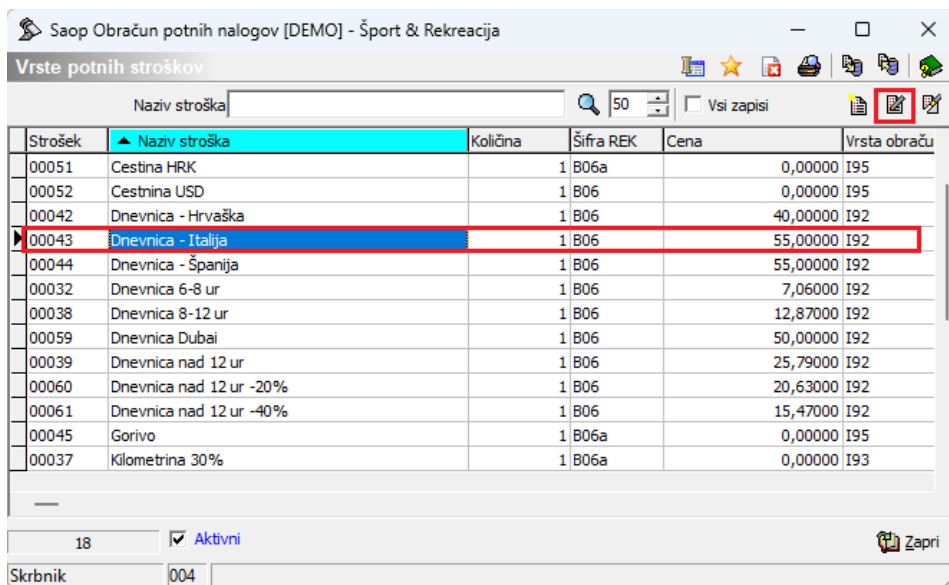 Saop Obračun potnih nalogov [DEMO] - Šport & Rekreacija
Vrste potnih stroškov
Naziv stroška 50 Vsi zapisi
Strošek Naziv stroška Količina Šifra REK Cena Vrsta obraču
00051 Cestina HRK 1 B06a 0,00000 I95
00052 Cestnina USD 1 B06 0,00000 I95
00042 Dnevnica - Hrvaška 1 B06 40,00000 I92
00043 Dnevnica - Italija 1 B06 55,00000 I92
00044 Dnevnica - Španija 1 B06 55,00000 I92
00032 Dnevnica 6-8 ur 1 B06 7,06000 I92
00038 Dnevnica 8-12 ur 1 B06 12,87000 I92
00059 Dnevnica Dubai 1 B06 50,00000 I92
00039 Dnevnica nad 12 ur 1 B06 25,79000 I92
00060 Dnevnica nad 12 ur -20% 1 B06 20,63000 I92
00061 Dnevnica nad 12 ur -40% 1 B06 15,47000 I92
00045 Gorivo 1 B06a 0,00000 I95
00037 Kilometrina 30% 1 B06a 0,00000 I93
18 Aktivni Zapri
Skrbnik 004